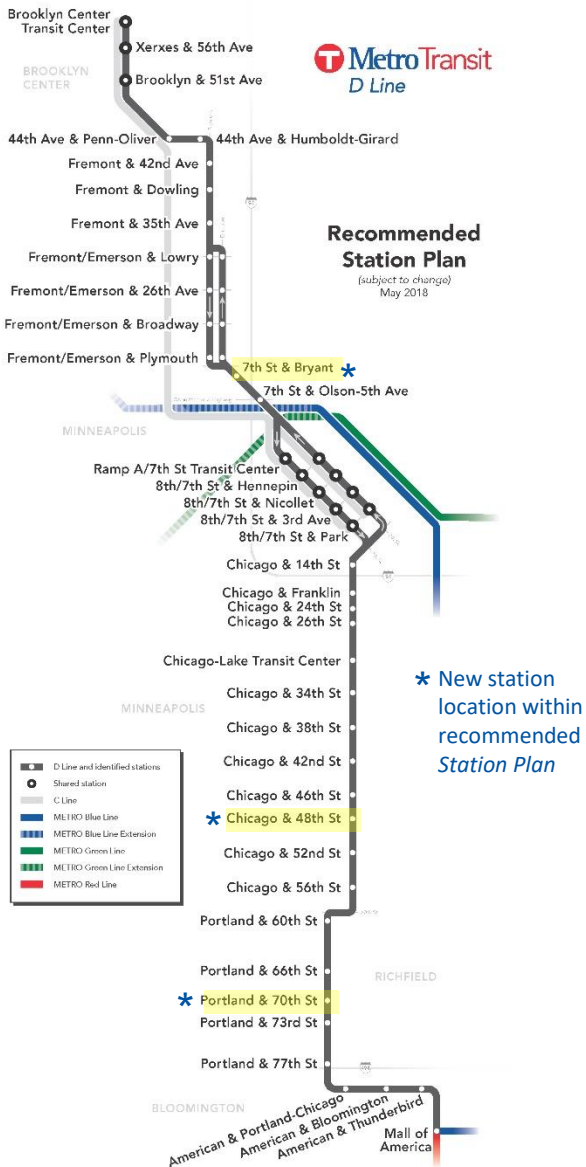 Brooklyn Center
Transit Center
Xerxes & 56th Ave
BROOKLYN
CENTER
Brooklyn & 51st Ave
T MetroTransit
D Line
44th Ave & Penn-Oliver
44th Ave & Humboldt-Girard
Fremont & 42nd Ave
Fremont & Dowling
Fremont & 35th Ave
Recommended
Station Plan
(subject to change)
May 2018
Fremont/Emerson & Lowry
Fremont/Emerson & 26th Ave
Fremont/Emerson & Broadway
Fremont/Emerson & Plymouth
7th St & Bryant *
7th St & Olson-5th Ave
MINNEAPOLIS
Ramp A/7th St Transit Center
8th/7th St & Hennepin
8th/7th St & Nicollet
8th/7th St & 3rd Ave
8th/7th St & Park
Chicago & 14th St
Chicago & Franklin
Chicago & 24th St
Chicago & 26th St
Chicago-Lake Transit Center
Chicago & 34th St
MINNEAPOLIS
Chicago & 38th St
Chicago & 42nd St
* New station
location within
recommended
Station Plan
Chicago & 46th St
* Chicago & 48th St
Chicago & 52nd St
Chicago & 56th St
D Line and identified stations
Shared station
C Line
METRO Blue Line
METRO Blue Line Extension
METRO Green Line
METRO Green Line Extension
METRO Red Line
Portland & 60th St
Portland & 66th St
RICHFIELD
* Portland & 70th St
Portland & 73rd St
Portland & 77th St
BLOOMINGTON
American & Portland-Chicago
American & Bloomington
American & Thunderbird
Mall of
America